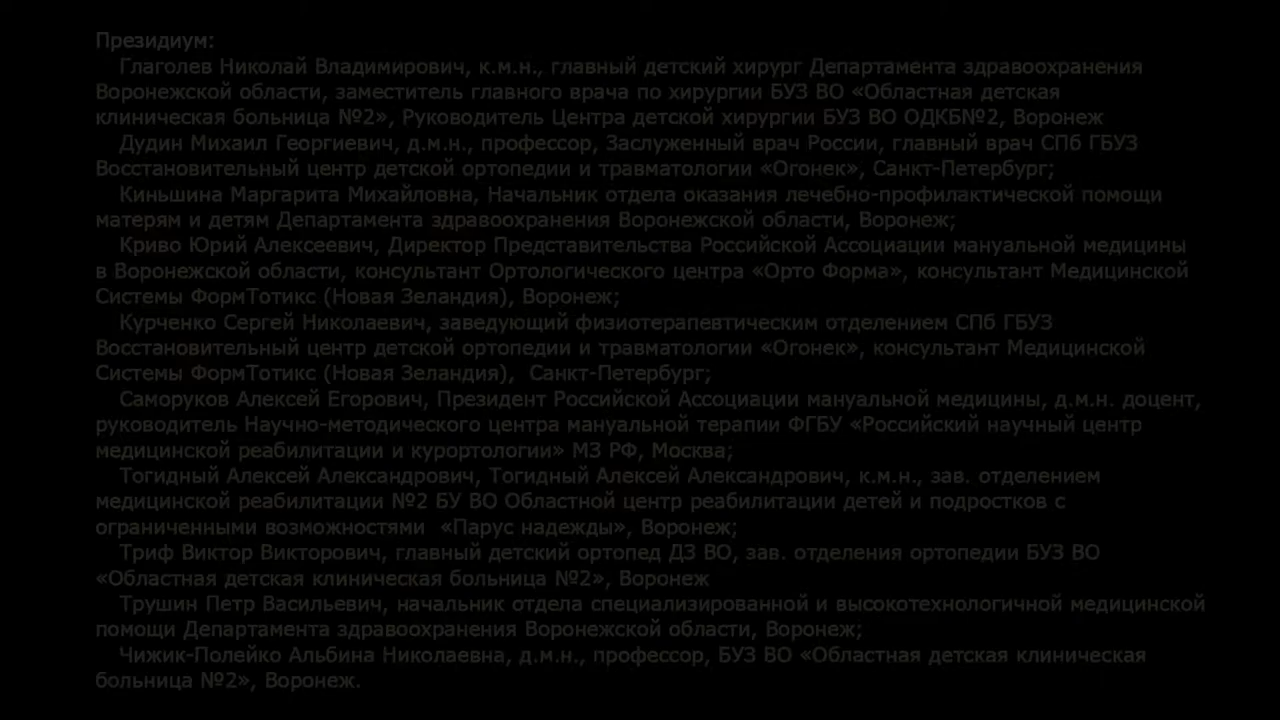 Президиум:
Глаголев Николай Владимирович, к.м.н., главный детский хирург Департамента здравоохранения
Воронежской области, заместитель главного врача по хирургии БУЗ ВО «Областная детская
клиническая больница №2», Руководитель Центра детской хирургии БУЗ ВО ОДКБ№2, Воронеж
Дудин Михаил Георгиевич, д.м.н., профессор, Заслуженный врач России, главный врач СПб ГБУЗ
Восстановительный центр детской ортопедии и травматологии «Огонек», Санкт-Петербург;
Киньшина Маргарита Михайловна, Начальник отдела оказания лечебно-профилактической помощи
матерям и детям Департамента здравоохранения Воронежской области, Воронеж;
Криво Юрий Алексеевич, Директор Представительства Российской Ассоциации мануальной медицины
в Воронежской области, консультант Ортологического центра «Орто Форма», консультант Медицинской
Системы ФормТотикс (Новая Зеландия), Воронеж;
Курченко Сергей Николаевич, заведующий физиотерапевтическим отделением СПб ГБУЗ
Восстановительный центр детской ортопедии и травматологии «Огонек», консультант Медицинской
Системы ФормТотикс (Новая Зеландия),  Санкт-Петербург;
Саморуков Алексей Егорович, Президент Российской Ассоциации мануальной медицины, д.м.н. доцент,
руководитель Научно-методического центра мануальной терапии ФГБУ «Российский научный центр
медицинской реабилитации и курортологии» МЗ РФ, Москва;
Тогидный Алексей Александрович, Тогидный Алексей Александрович, к.м.н., зав. отделением
медицинской реабилитации №2 БУ ВО Областной центр реабилитации детей и подростков с
ограниченными возможностями  «Парус надежды», Воронеж;
Триф Виктор Викторович, главный детский ортопед ДЗ ВО, зав. отделения ортопедии БУЗ ВО
«Областная детская клиническая больница №2», Воронеж
Трушин Петр Васильевич, начальник отдела специализированной и высокотехнологичной медицинской
помощи Департамента здравоохранения Воронежской области, Воронеж;
Чижик-Полейко Альбина Николаевна, д.м.н., профессор, БУЗ ВО «Областная детская клиническая
больница №2», Воронеж.